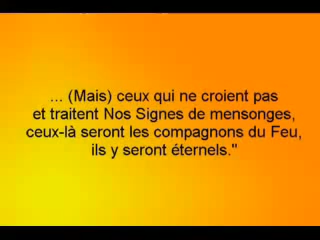 ... (Mais) ceux qui ne croient pas
et traitent Nos Signes de mensonges,
ceux-là seront les compagnons du Feu,
ils y seront éternels."